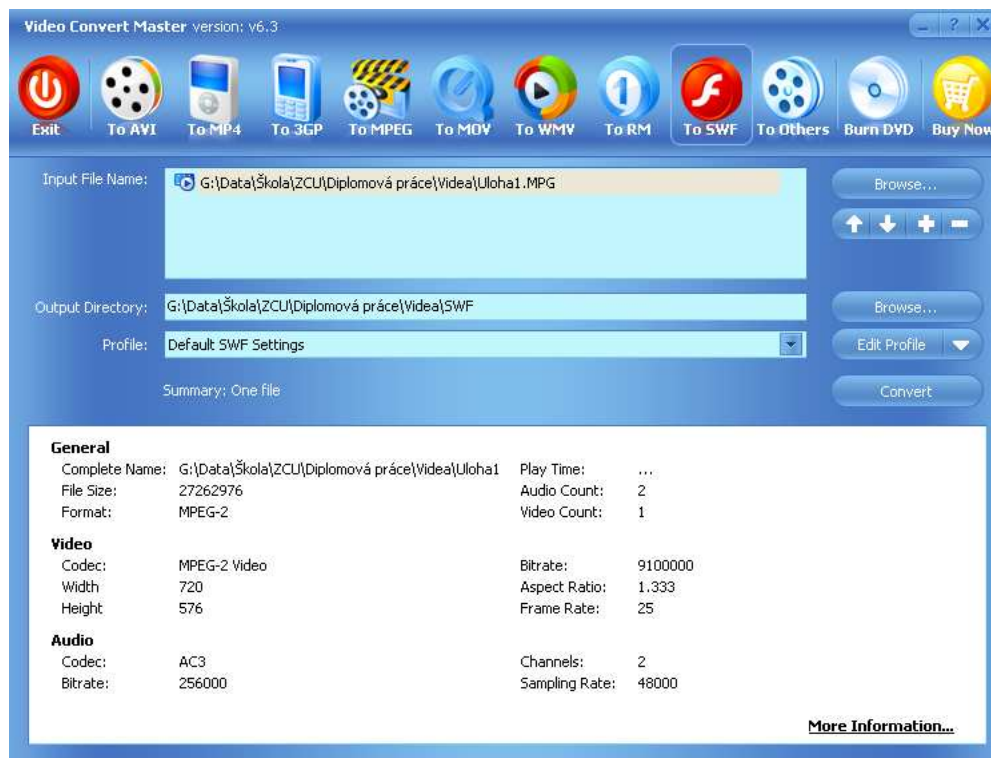 Video Convert Master version: v6.3
Exit To AVI To MP4 To 3GP To MPEG To MOV To WMV To RM To SWF To Others Burn DVD Buy Now
Input File Name: G:\Data\Škola\ZCU\Diplomová práce\Videa\Uloha1.MPG Browse...
Output Directory: G:\Data\Škola\ZCU\Diplomová práce\Videa\SWF Browse...
Profile: Default SWF Settings Edit Profile
Summary: One file Convert
General
Complete Name: G:\Data\Škola\ZCU\Diplomová práce\Videa\Uloha1 Play Time: ...
File Size: 27262976 Audio Count: 2
Format: MPEG-2 Video Count: 1
Video
Codec: MPEG-2 Video Bitrate: 9100000
Width 720 Aspect Ratio: 1.333
Height 576 Frame Rate: 25
Audio
Codec: AC3 Channels: 2
Bitrate: 256000 Sampling Rate: 48000
More Information...